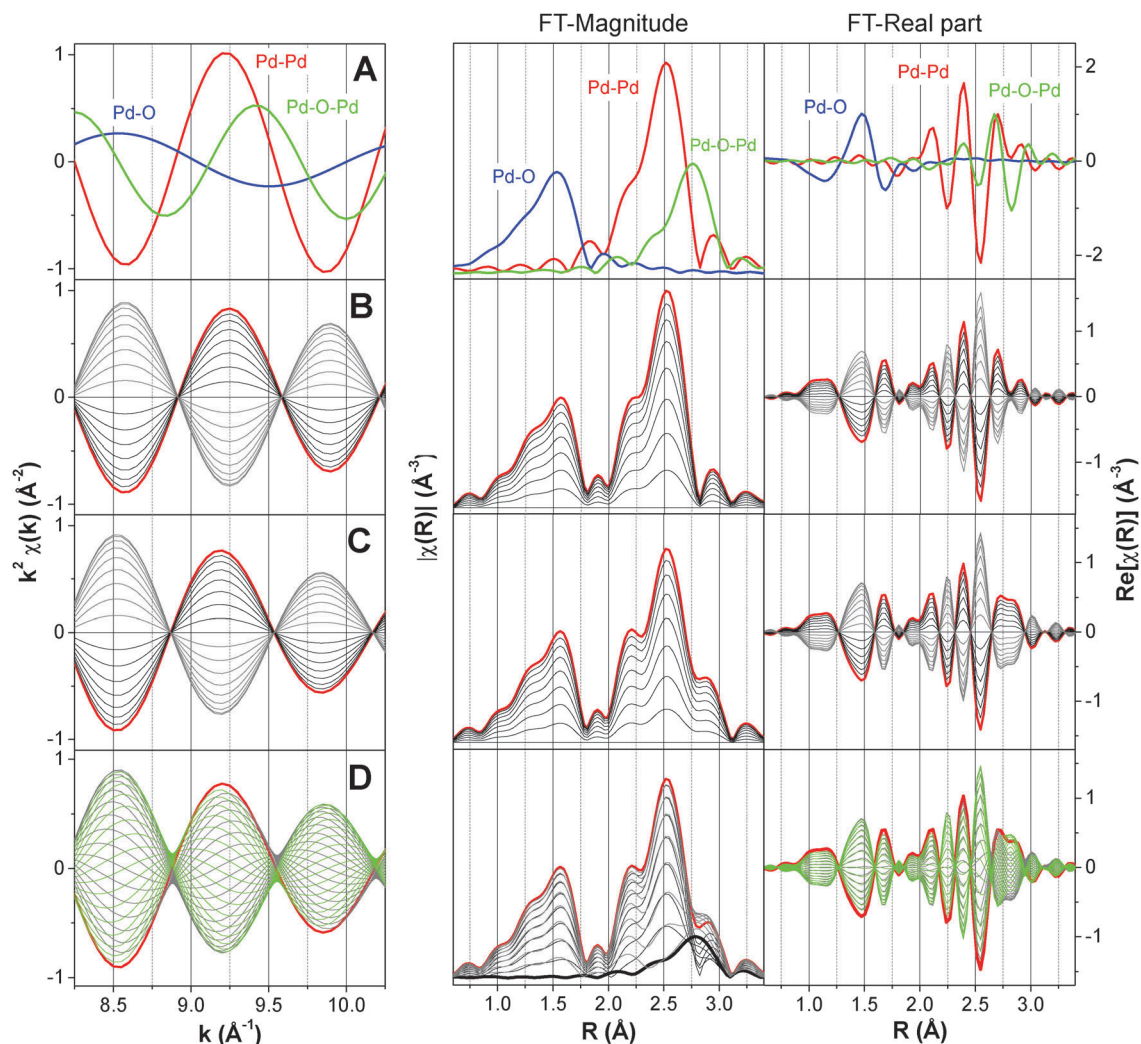 FT-Magnitude
FT-Real part
1
0
-1
Pd-Pd
Pd-O
Pd-O-Pd
A
Pd-O
Pd-Pd
Pd-O-Pd
Pd-O
Pd-Pd
Pd-O-Pd
2
0
-2
1
0
-1
B
1
0
-1
1
0
-1
C
1
0
-1
1
0
-1
D
1
0
-1
k² χ(k) (Å⁻²)
|χ(R)| (Å⁻³)
Re[χ(R)] (Å⁻³)
8.5 9.0 9.5 10.0
1.0 1.5 2.0 2.5 3.0
1.0 1.5 2.0 2.5 3.0
k (Å⁻¹)
R (Å)
R (Å)